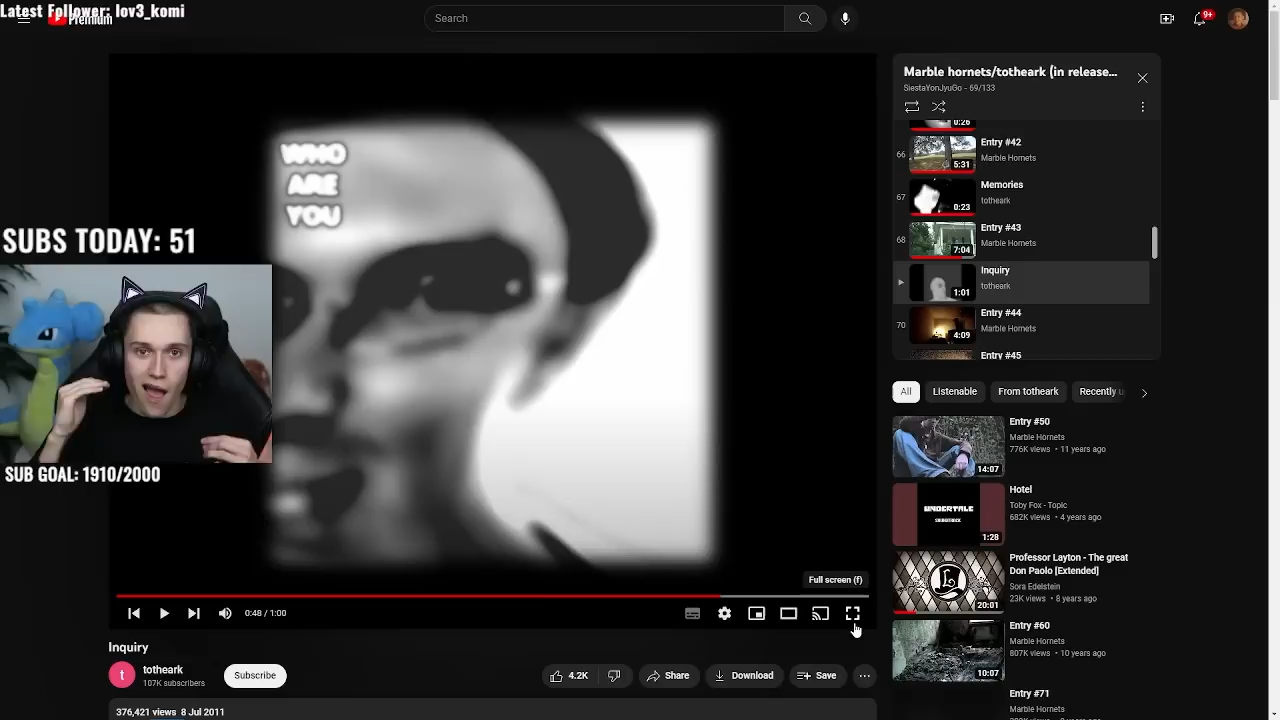 Latest Follower: lov3_komi
Premium
Search
9+
WHO
ARE
YOU
SUBS TODAY: 51
SUB GOAL: 1910/2000
Full screen (f)
0:48 / 1:00
Inquiry
t
totheark
107K subscribers
Subscribe
4.2K
Share
Download
Save
376,421 views 8 Jul 2011
Marble hornets/totheark (in release...
SiestaYonJyuGo - 69/133
0:26
66
5:31
Entry #42
Marble Hornets
67
0:23
Memories
totheark
68
7:04
Entry #43
Marble Hornets
1:01
Inquiry
totheark
70
4:09
Entry #44
Marble Hornets
Entry #45
All
Listenable
From totheark
Recently
14:07
Entry #50
Marble Hornets
776K views • 11 years ago
UNDERTALE
SOUNDTRACK
1:28
Hotel
Toby Fox - Topic
682K views • 4 years ago
20:01
Professor Layton - The great
Don Paolo [Extended]
Sora Edelstein
23K views • 8 years ago
10:07
Entry #60
Marble Hornets
807K views • 10 years ago
Entry #71
Marble Hornets